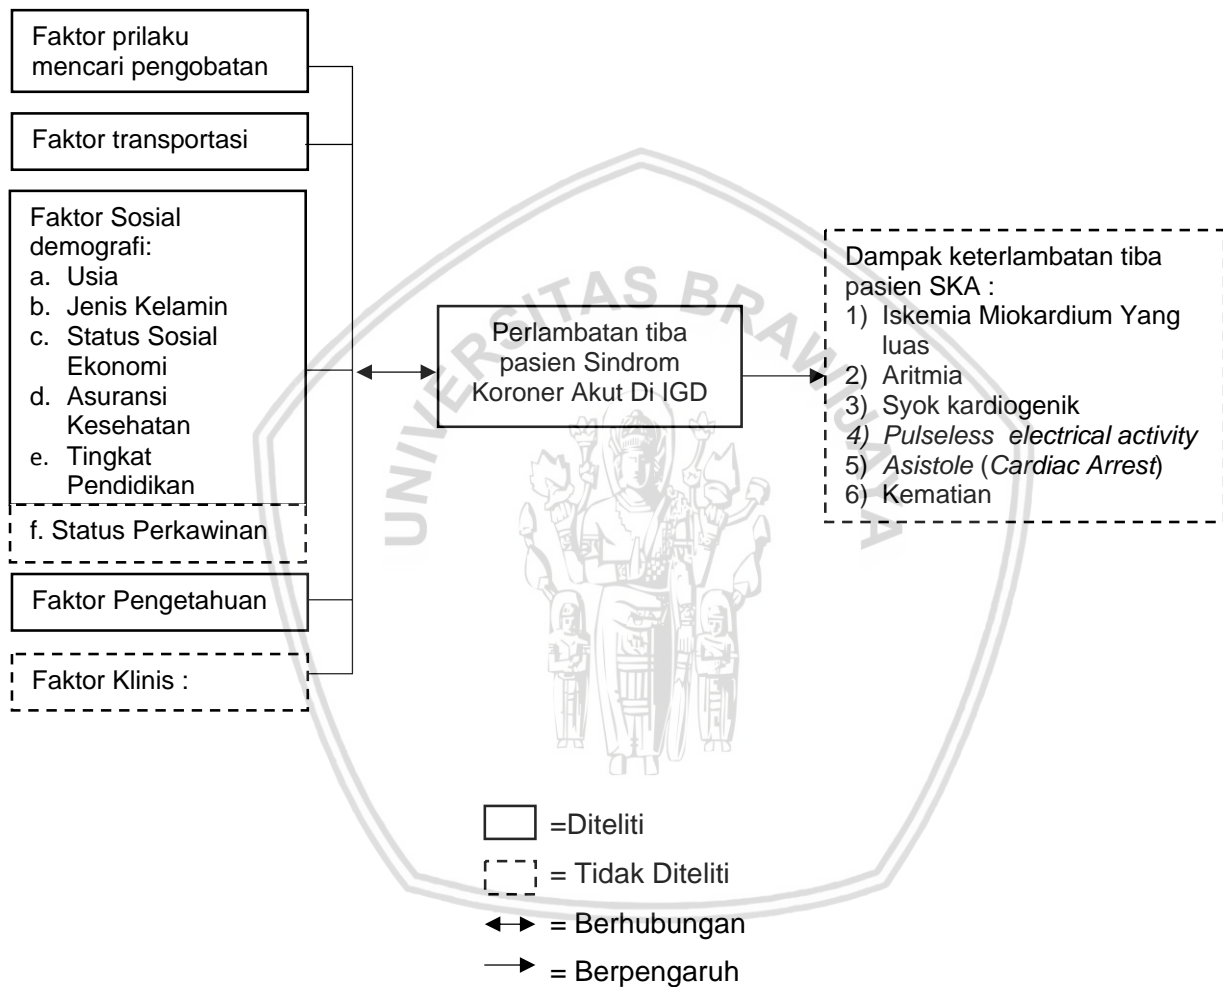 Faktor prilaku
mencari pengobatan
Faktor transportasi
Faktor Sosial
demografi:
a. Usia
b. Jenis Kelamin
c. Status Sosial
Ekonomi
d. Asuransi
Kesehatan
e. Tingkat
Pendidikan
f. Status Perkawinan
Faktor Pengetahuan
Faktor Klinis :
UNIVERSITAS BRAWIJAYA
Perlambatan tiba
pasien Sindrom
Koroner Akut Di IGD
Dampak keterlambatan tiba
pasien SKA :
1) Iskemia Miokardium Yang
luas
2) Aritmia
3) Syok kardiogenik
4) Pulseless electrical activity
5) Asistole (Cardiac Arrest)
6) Kematian
=Diteliti
= Tidak Diteliti
= Berhubungan
= Berpengaruh